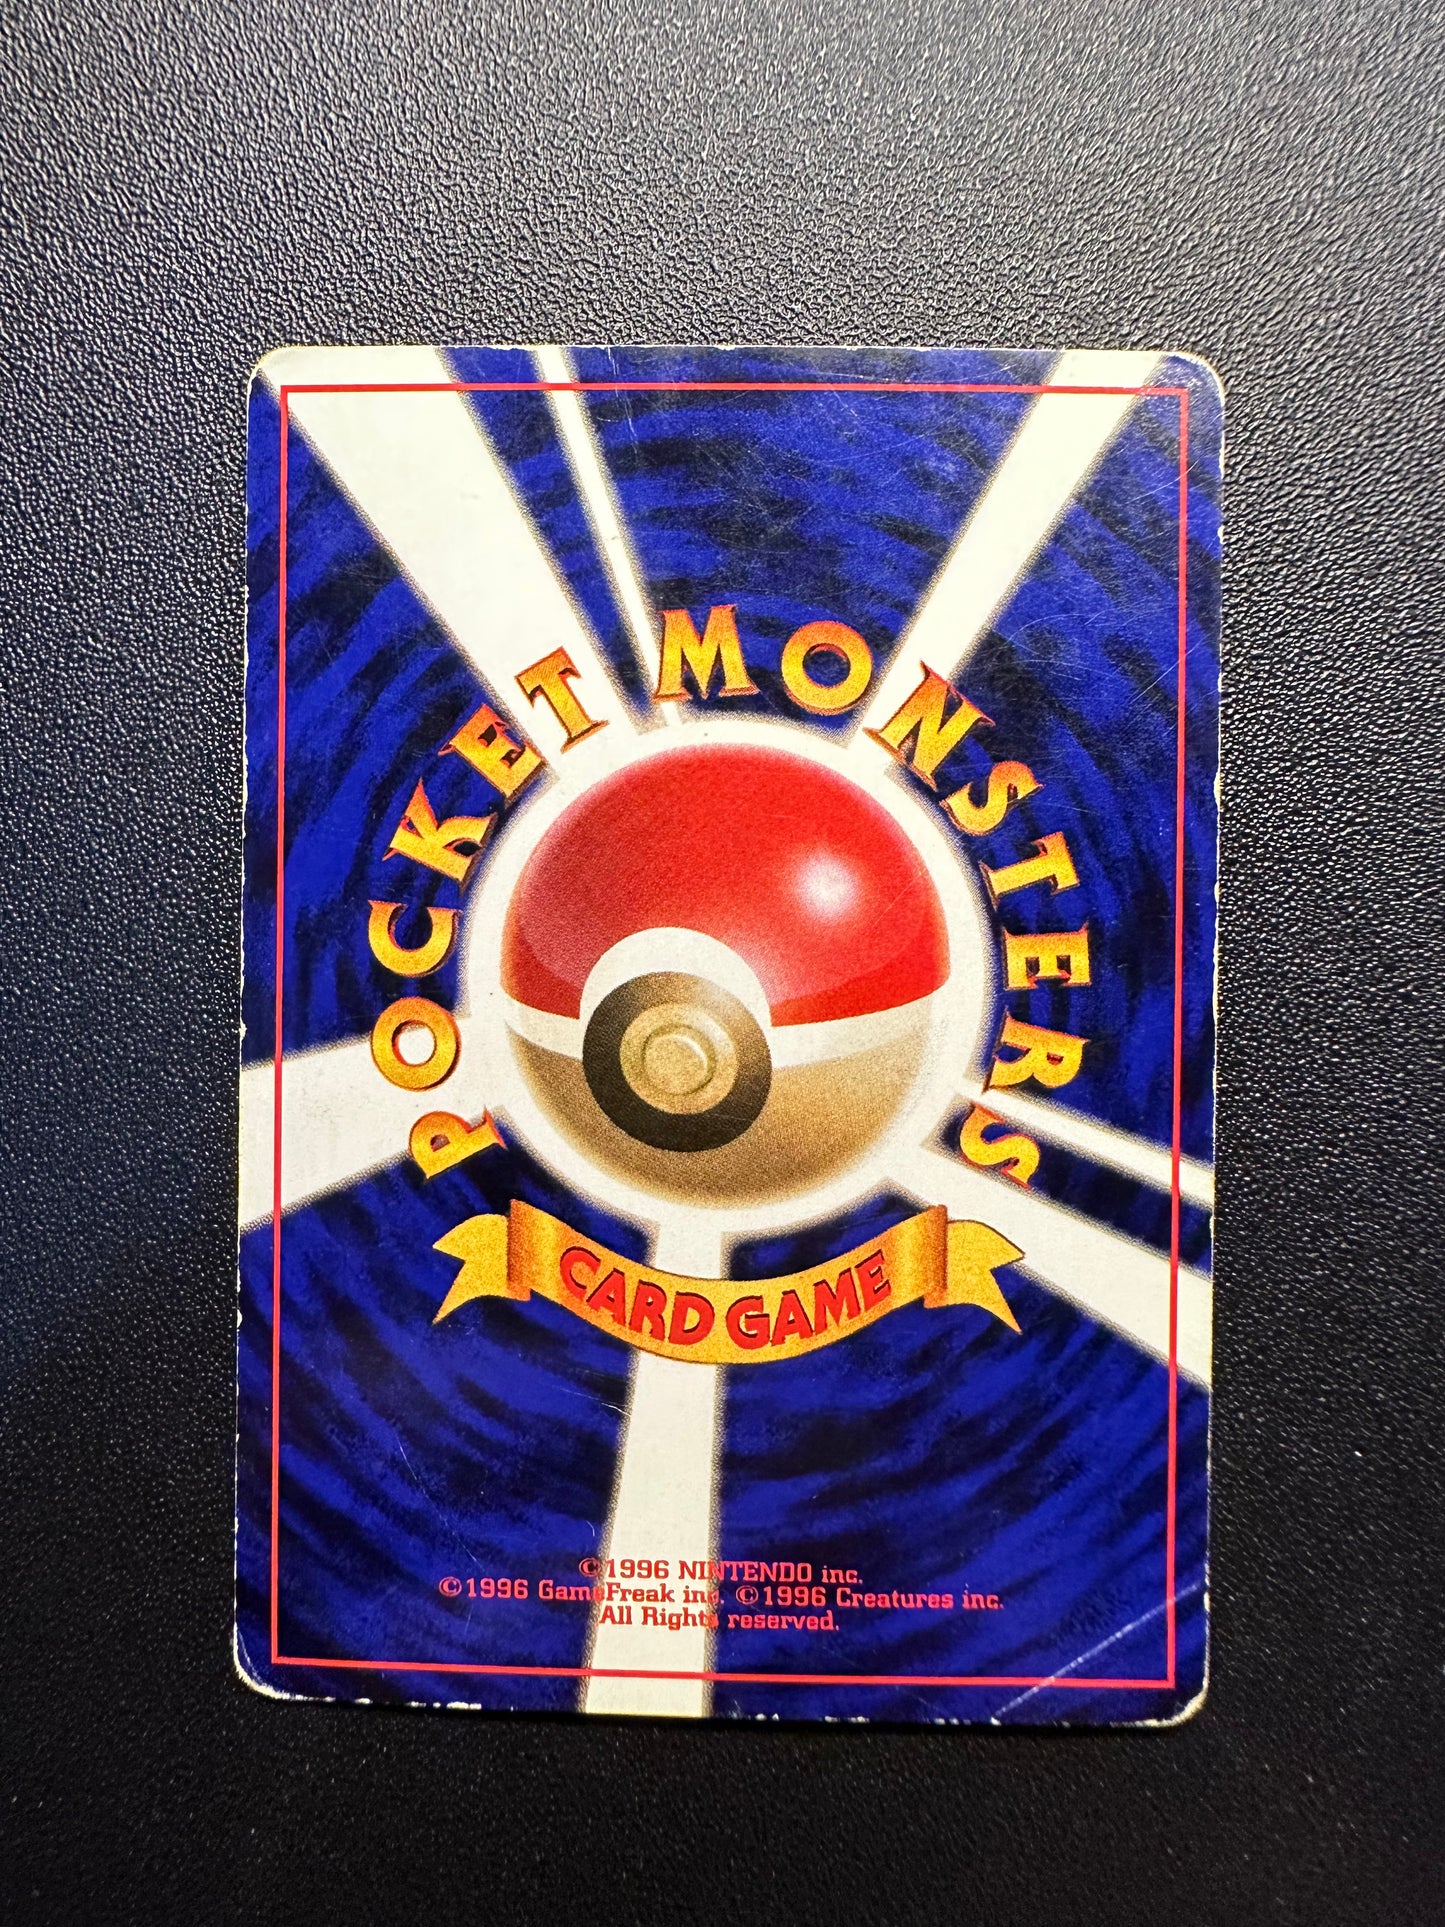 POCKET MONSTERS
CARD GAME
©1996 NINTENDO inc.
©1996 GameFreak inc. ©1996 Creatures inc.
All Rights reserved.